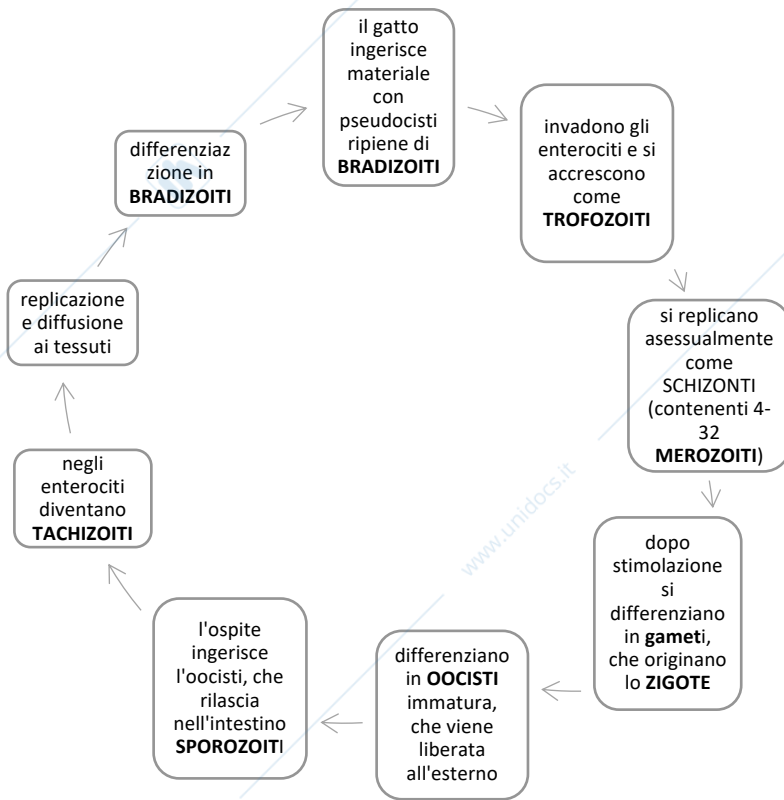 il gatto
ingerisce
materiale
con
pseudocisti
ripiene di
BRADIZOITI
invadono gli
enterociti e si
accrescono
come
TROFOZOITI
si replicano
asessualmente
come
SCHIZONTI
(contenenti 4-
32
MEROZOITI)
dopo
stimolazione
si
differenziano
in gameti,
che originano
lo ZIGOTE
differenziano
in OOCISTI
immatura,
che viene
liberata
all'esterno
l'ospite
ingerisce
l'oocisti, che
rilascia
nell'intestino
SPOROZOITI
negli
enterociti
diventano
TACHIZOITI
replicazione
e diffusione
ai tessuti
differenziaz
zione in
BRADIZOITI
www.unidocs.it